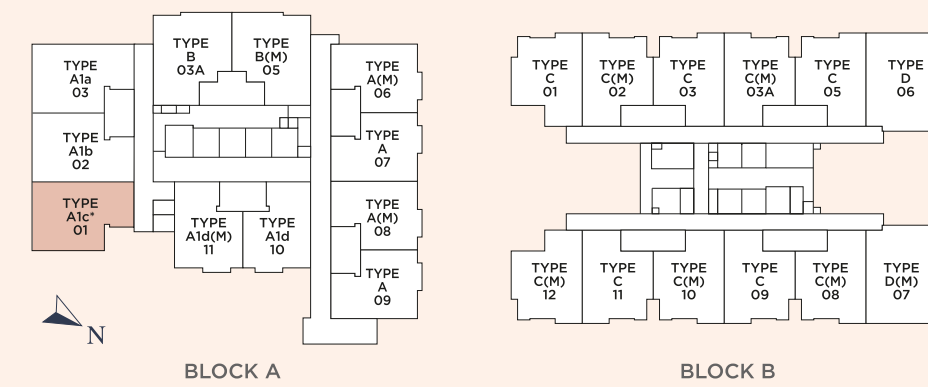 TYPE
A1a
03
TYPE
A1b
02
TYPE
A1c*
01
TYPE
B
03A
TYPE
B(M)
05
TYPE
A(M)
06
TYPE
A
07
TYPE
A(M)
08
TYPE
A
09
TYPE
A1d(M)
11
TYPE
A1d
10
N
BLOCK A
TYPE
C
01
TYPE
C(M)
02
TYPE
C
03
TYPE
C(M)
03A
TYPE
C
05
TYPE
D
06
TYPE
C(M)
12
TYPE
C
11
TYPE
C(M)
10
TYPE
C
09
TYPE
C(M)
08
TYPE
D(M)
07
BLOCK B